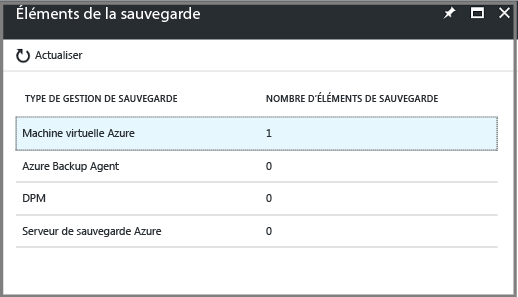 Éléments de la sauvegarde
Actualiser
TYPE DE GESTION DE SAUVEGARDE NOMBRE D'ÉLÉMENTS DE SAUVEGARDE
Machine virtuelle Azure 1
Azure Backup Agent 0
DPM 0
Serveur de sauvegarde Azure 0